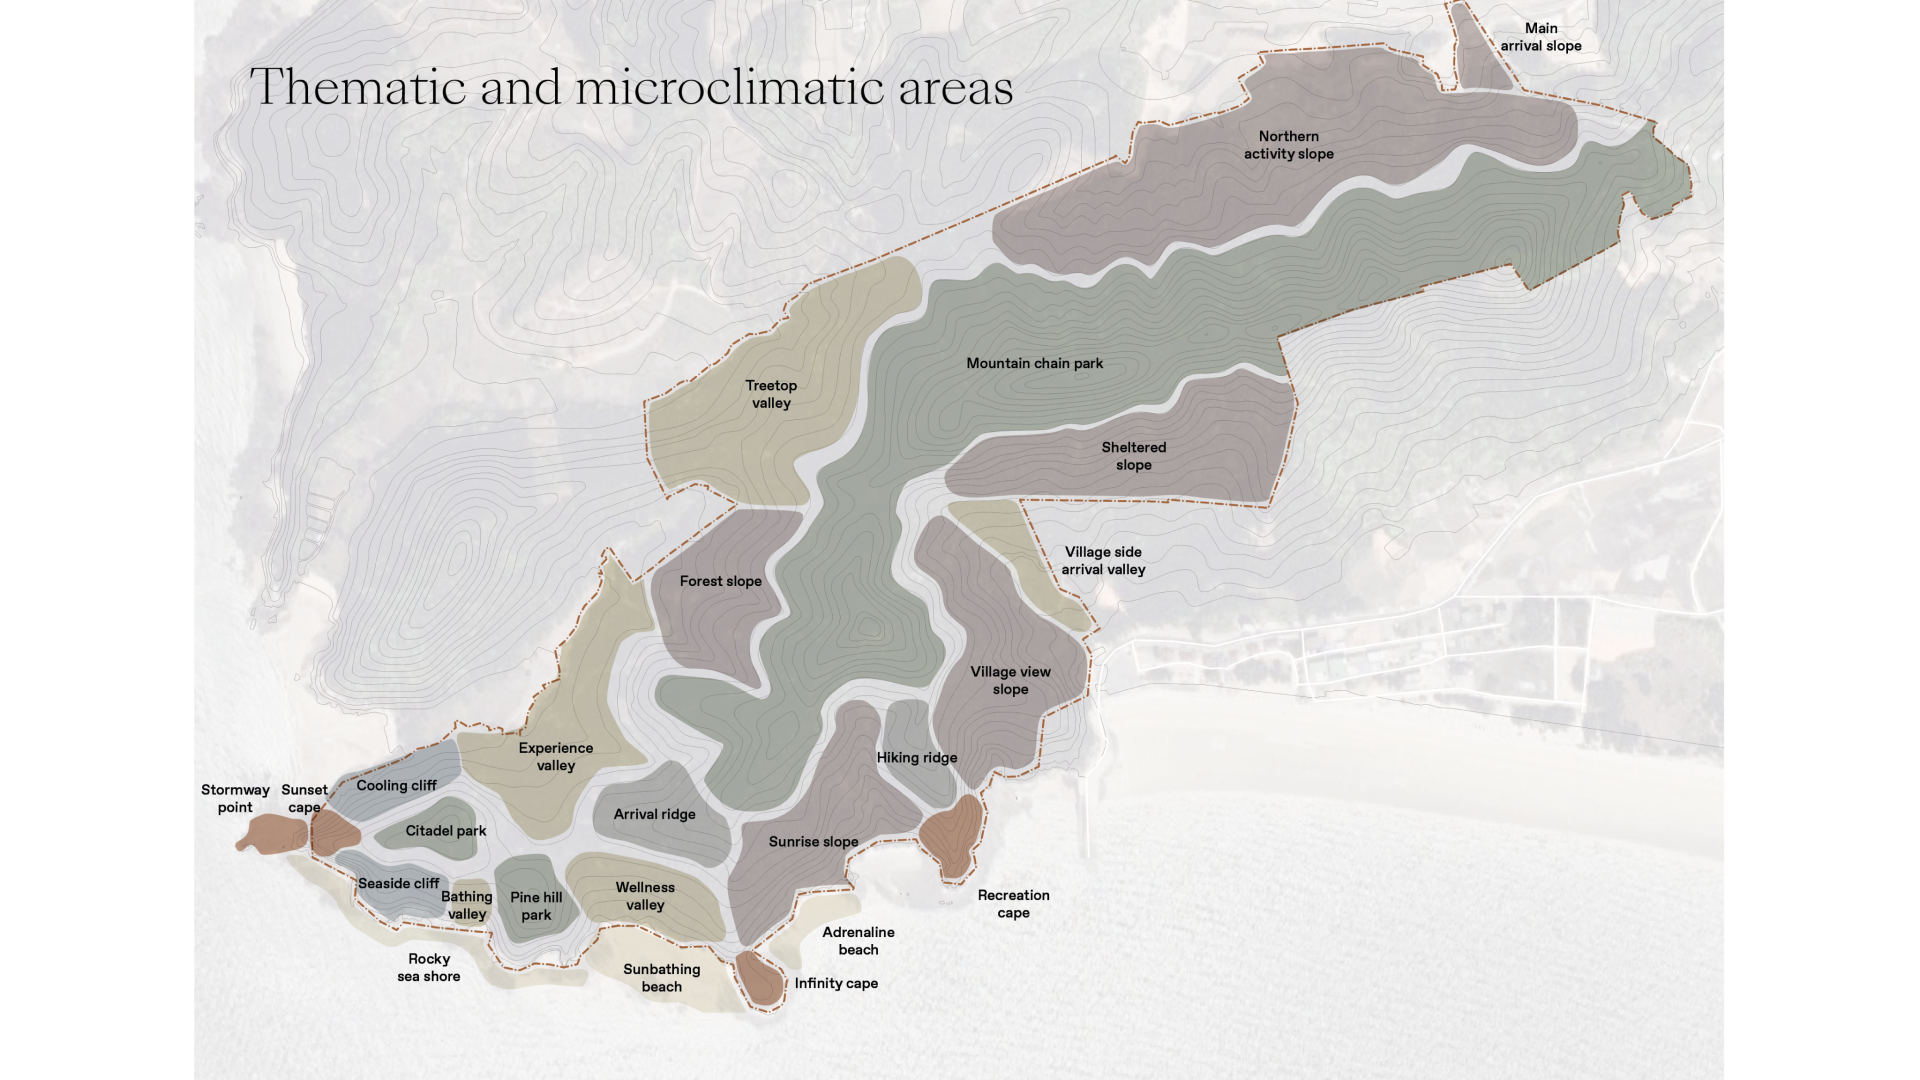 Thematic and microclimatic areas
Main
arrival slope
Northern
activity slope
Mountain chain park
Treetop
valley
Sheltered
slope
Village side
arrival valley
Forest slope
Village view
slope
Experience
valley
Hiking ridge
Cooling cliff
Stormway
point
Sunset
cape
Arrival ridge
Citadel park
Sunrise slope
Seaside cliff
Bathing
valley
Pine hill
park
Wellness
valley
Recreation
cape
Adrenaline
beach
Rocky
sea shore
Sunbathing
beach
Infinity cape